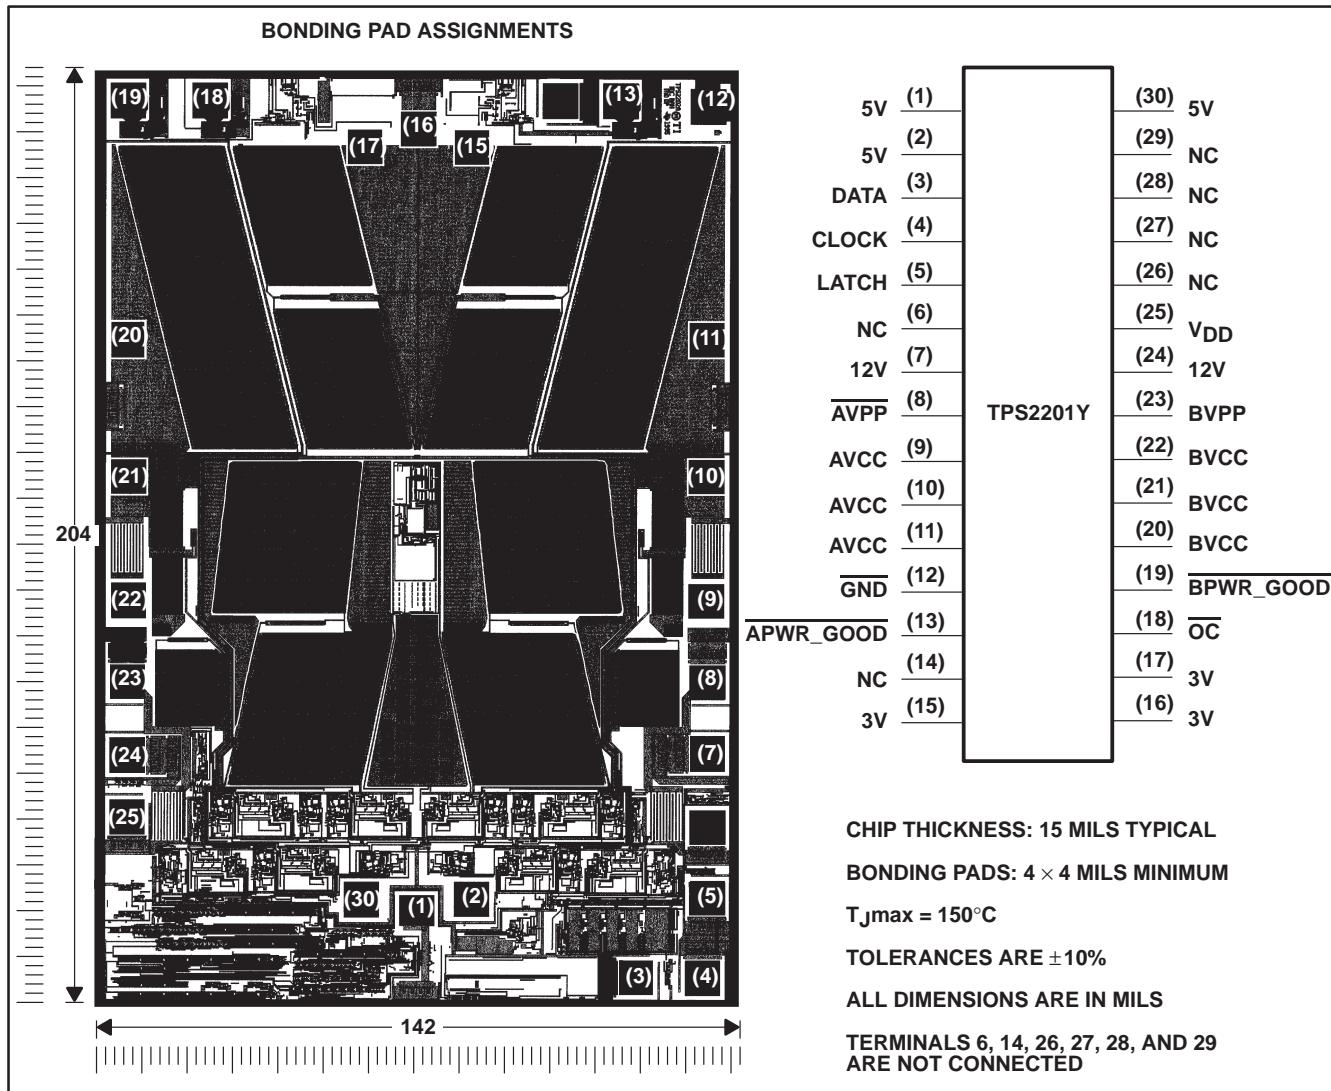 BONDING PAD ASSIGNMENTS
(19) (18) (13) (12)
(16)
(17) (15)
(20) (11)
(21) (10)
204
(22) (9)
(23) (8)
(24) (7)
(25)
(30) (1) (2) (5)
(3) (4)
142
5V (1)
5V (2)
DATA (3)
CLOCK (4)
LATCH (5)
NC (6)
12V (7)
AVPP (8)
AVCC (9)
AVCC (10)
AVCC (11)
GND (12)
APWR_GOOD (13)
NC (14)
3V (15)
TPS2201Y
(30) 5V
(29) NC
(28) NC
(27) NC
(26) NC
(25) VDD
(24) 12V
(23) BVPP
(22) BVCC
(21) BVCC
(20) BVCC
(19) BPWR_GOOD
(18) OC
(17) 3V
(16) 3V
CHIP THICKNESS: 15 MILS TYPICAL
BONDING PADS: 4 × 4 MILS MINIMUM
TJmax = 150°C
TOLERANCES ARE ±10%
ALL DIMENSIONS ARE IN MILS
TERMINALS 6, 14, 26, 27, 28, AND 29
ARE NOT CONNECTED